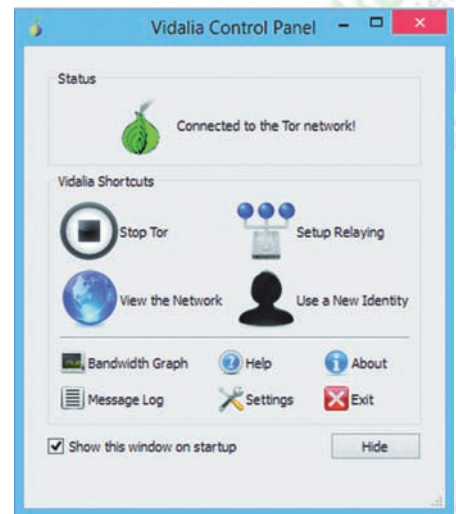 Vidalia Control Panel
Status
Connected to the Tor network!
Vidalia Shortcuts
Stop Tor
Setup Relaying
View the Network
Use a New Identity
Bandwidth Graph
Help
About
Message Log
Settings
Exit
Show this window on startup
Hide